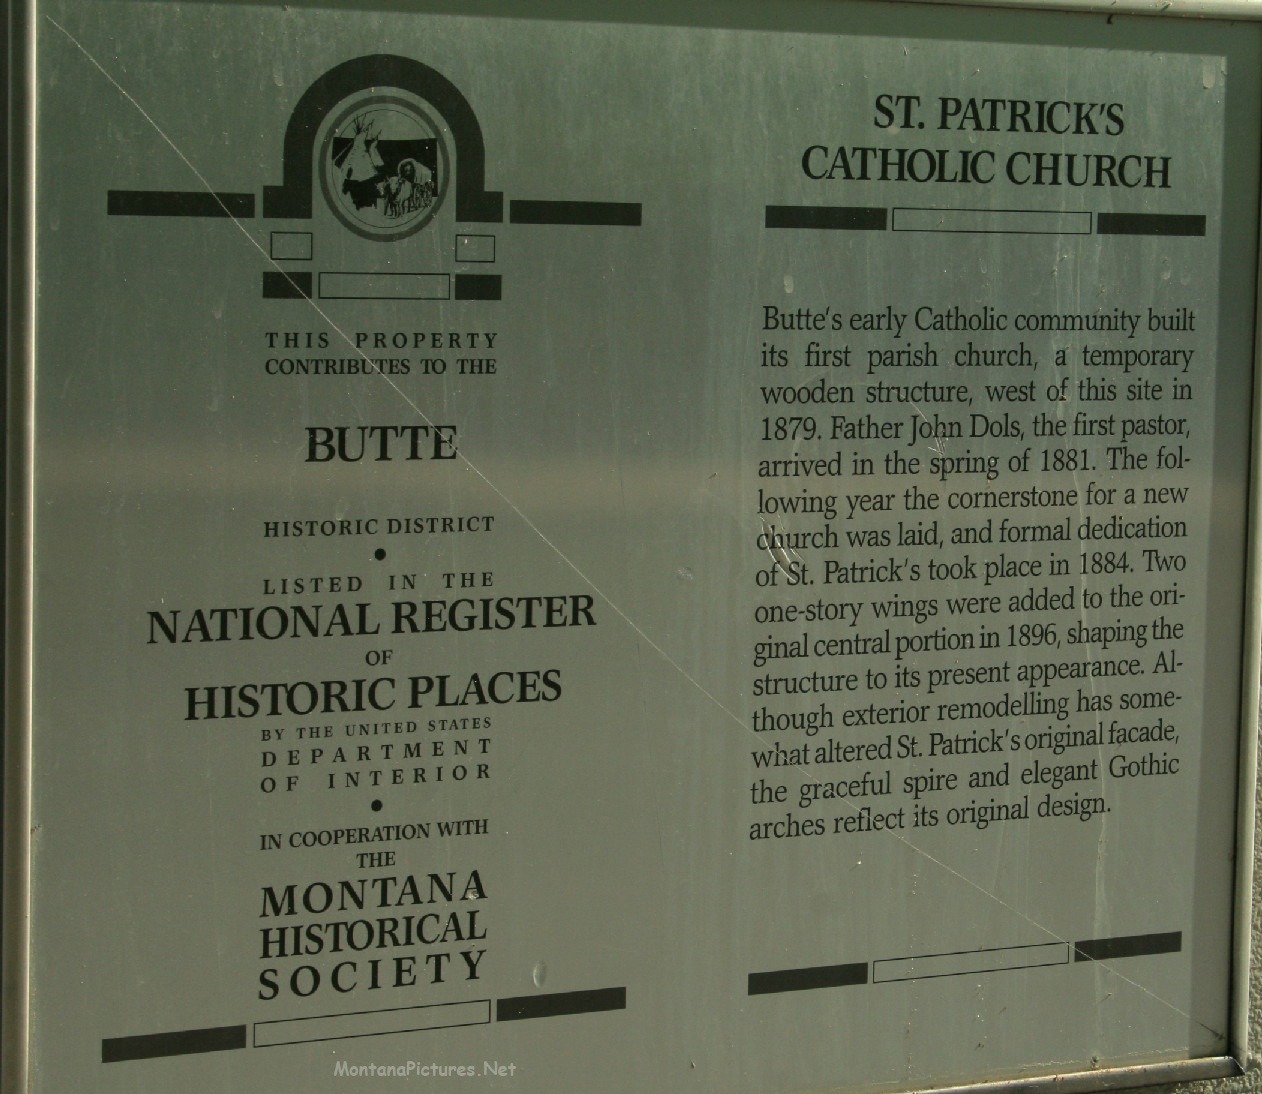 THIS PROPERTY
CONTRIBUTES TO THE
BUTTE
HISTORIC DISTRICT
•
LISTED IN THE
NATIONAL REGISTER
OF
HISTORIC PLACES
BY THE UNITED STATES
DEPARTMENT
OF INTERIOR
•
IN COOPERATION WITH
THE
MONTANA
HISTORICAL
SOCIETY
ST. PATRICK'S
CATHOLIC CHURCH
Butte's early Catholic community built
its first parish church, a temporary
wooden structure, west of this site in
1879. Father John Dols, the first pastor,
arrived in the spring of 1881. The fol-
lowing year the cornerstone for a new
church was laid, and formal dedication
of St. Patrick's took place in 1884. Two
one-story wings were added to the ori-
ginal central portion in 1896, shaping the
structure to its present appearance. Al-
though exterior remodelling has some-
what altered St. Patrick's original facade,
the graceful spire and elegant Gothic
arches reflect its original design.
MontanaPictures.Net